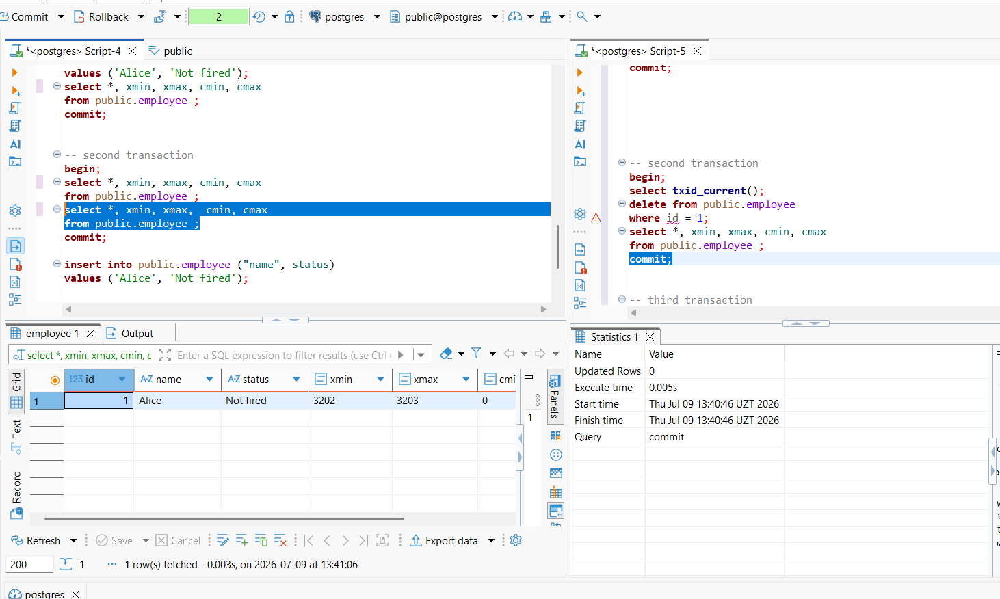 Commit Rollback 2 postgres public@postgres
*<postgres> Script-4 public
values ('Alice', 'Not fired');
select *, xmin, xmax, cmin, cmax
from public.employee ;
commit;
AI
-- second transaction
begin;
select *, xmin, xmax, cmin, cmax
from public.employee ;
select *, xmin, xmax,  cmin, cmax
from public.employee ;
commit;
insert into public.employee ("name", status)
values ('Alice', 'Not fired');
employee 1 Output
select *, xmin, xmax, cmin, c Enter a SQL expression to filter results (use Ctrl+
Grid
Text
Record
123 id A-Z name A-Z status xmin xmax cmi
1 1 Alice Not fired 3202 3203 0
1
Panels
Refresh Save Cancel Export data
200 1 ... 1 row(s) fetched - 0.003s, on 2026-07-09 at 13:41:06
postgres
*<postgres> Script-5
commit;
AI
-- second transaction
begin;
select txid_current();
delete from public.employee
where id = 1;
select *, xmin, xmax, cmin, cmax
from public.employee ;
commit;
-- third transaction
Statistics 1
Name Value
Updated Rows 0
Execute time 0.005s
Start time Thu Jul 09 13:40:46 UZT 2026
Finish time Thu Jul 09 13:40:46 UZT 2026
Query commit